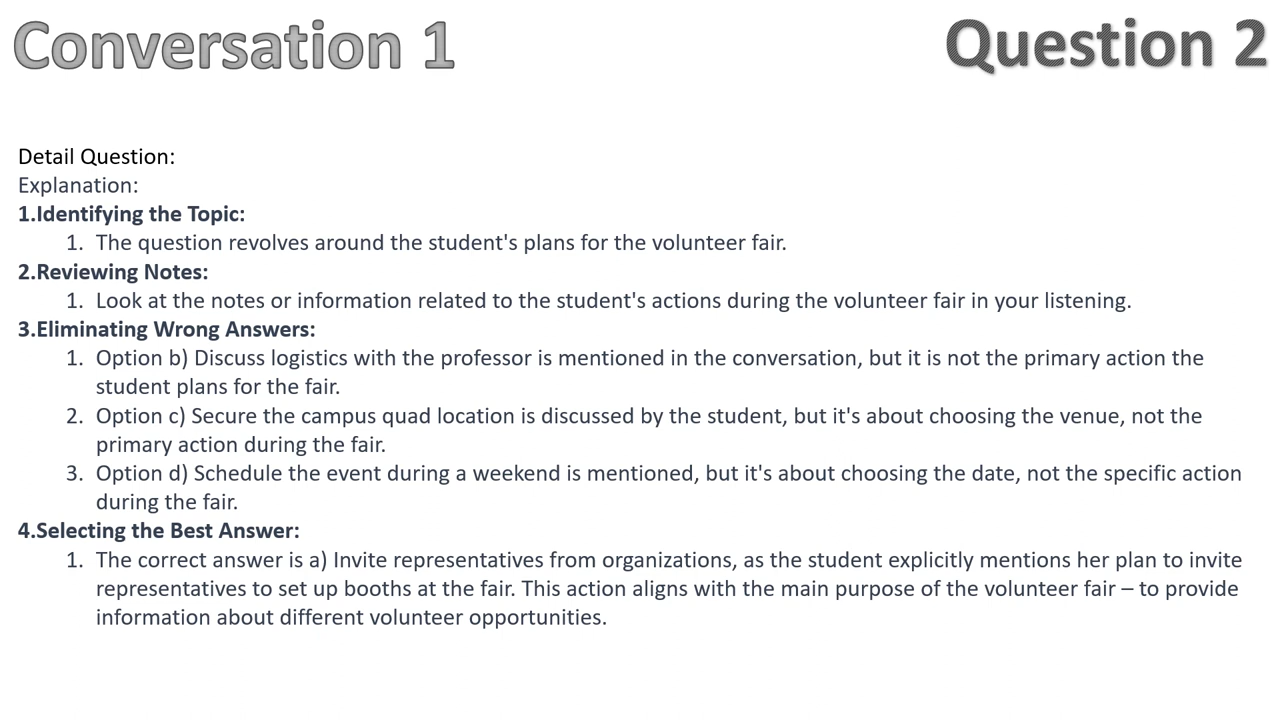 Conversation 1
Question 2
Detail Question:
Explanation:
1.Identifying the Topic:
1. The question revolves around the student's plans for the volunteer fair.
2.Reviewing Notes:
1. Look at the notes or information related to the student's actions during the volunteer fair in your listening.
3.Eliminating Wrong Answers:
1. Option b) Discuss logistics with the professor is mentioned in the conversation, but it is not the primary action the
student plans for the fair.
2. Option c) Secure the campus quad location is discussed by the student, but it's about choosing the venue, not the
primary action during the fair.
3. Option d) Schedule the event during a weekend is mentioned, but it's about choosing the date, not the specific action
during the fair.
4.Selecting the Best Answer:
1. The correct answer is a) Invite representatives from organizations, as the student explicitly mentions her plan to invite
representatives to set up booths at the fair. This action aligns with the main purpose of the volunteer fair – to provide
information about different volunteer opportunities.